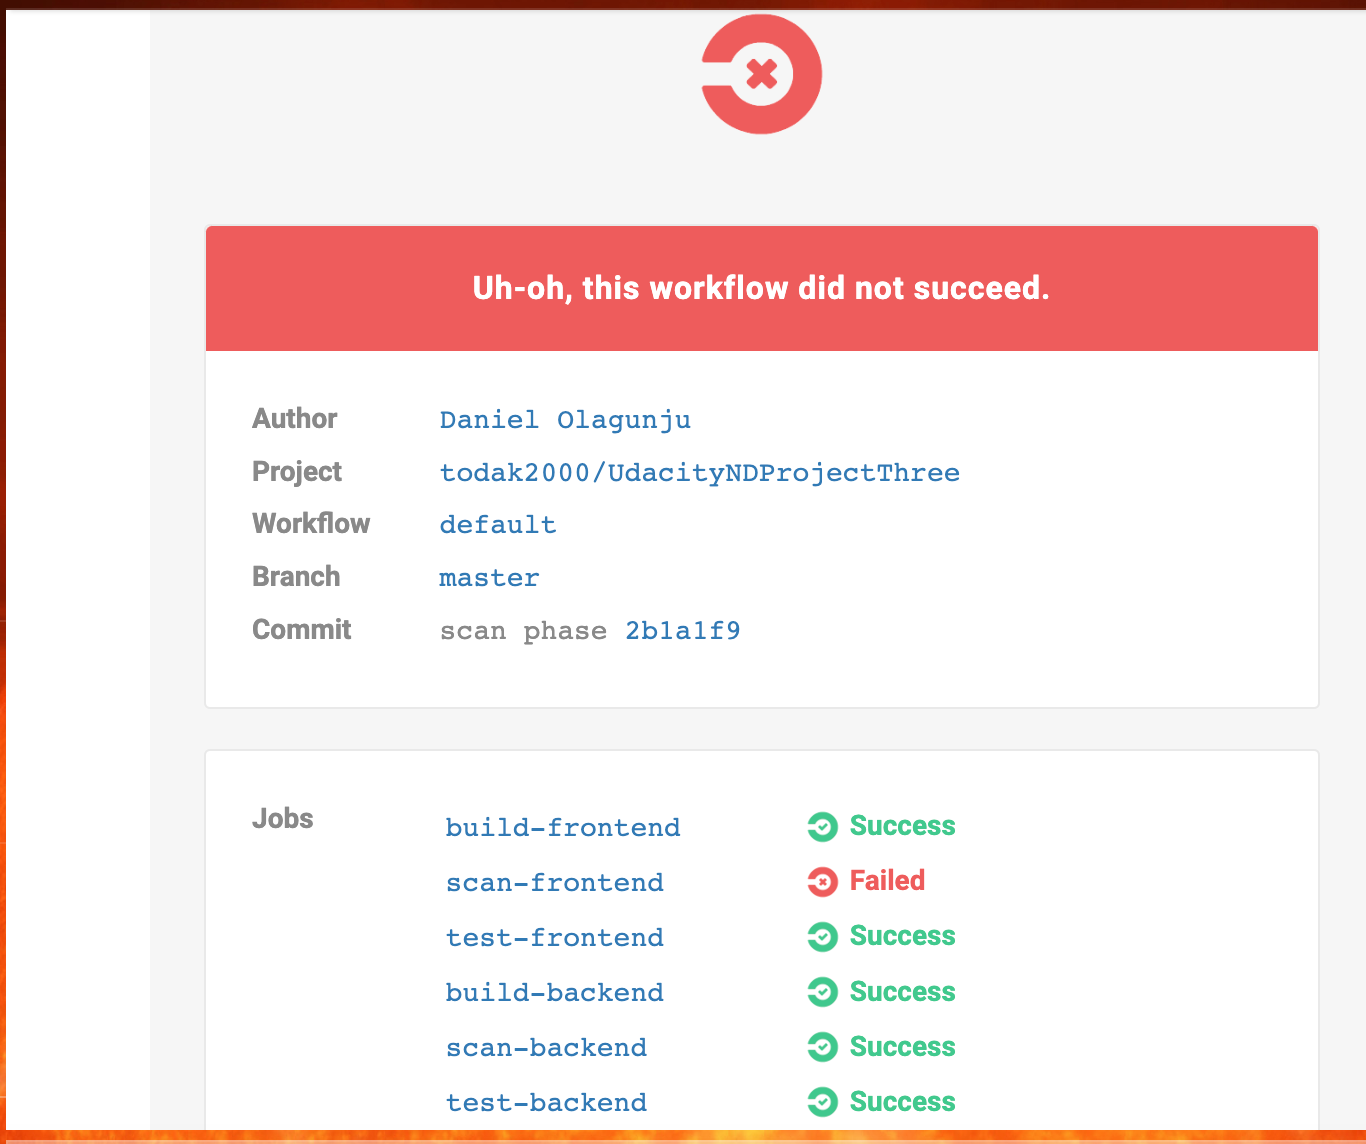 Uh-oh, this workflow did not succeed.
Author Daniel Olagunju
Project todak2000/UdacityNDProjectThree
Workflow default
Branch master
Commit scan phase 2b1a1f9
Jobs build-frontend Success
scan-frontend Failed
test-frontend Success
build-backend Success
scan-backend Success
test-backend Success